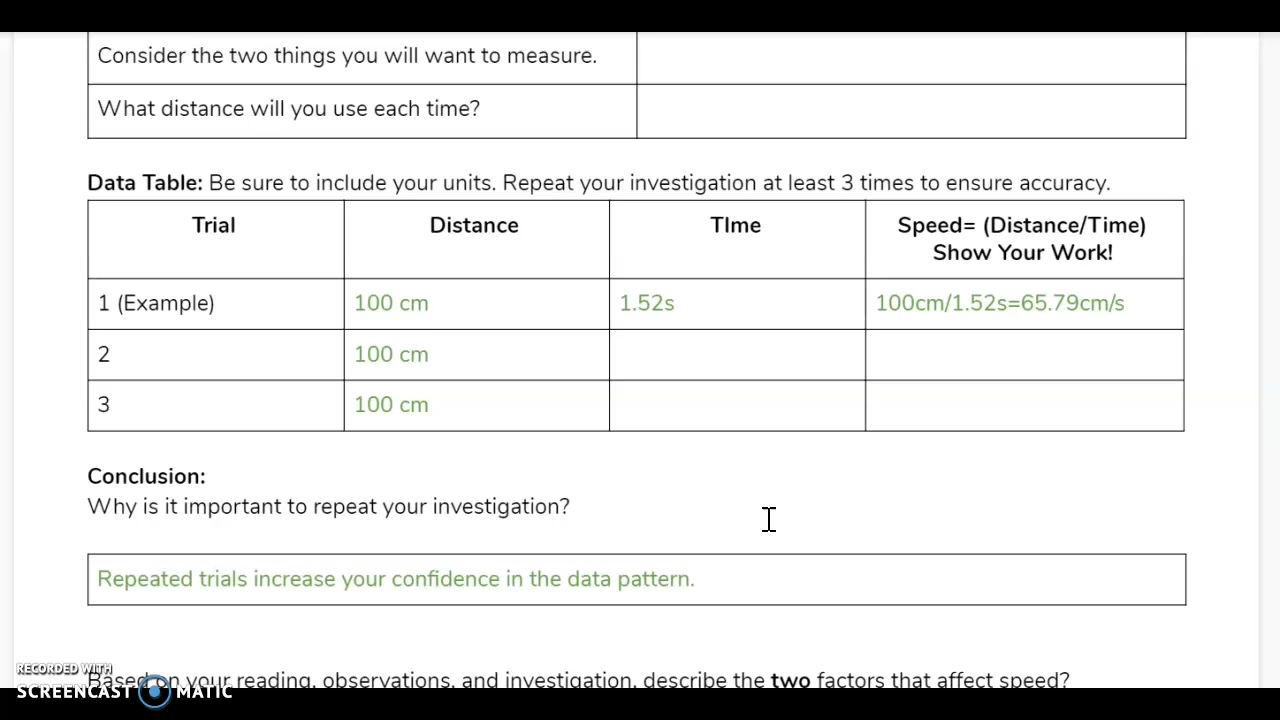 Consider the two things you will want to measure.
What distance will you use each time?
Data Table: Be sure to include your units. Repeat your investigation at least 3 times to ensure accuracy.
Trial Distance TIme Speed= (Distance/Time)
Show Your Work!
1 (Example) 100 cm 1.52s 100cm/1.52s=65.79cm/s
2 100 cm
3 100 cm
Conclusion:
Why is it important to repeat your investigation?
Repeated trials increase your confidence in the data pattern.
Based on your reading, observations, and investigation, describe the two factors that affect speed?
RECORDED WITH
SCREENCAST MATIC